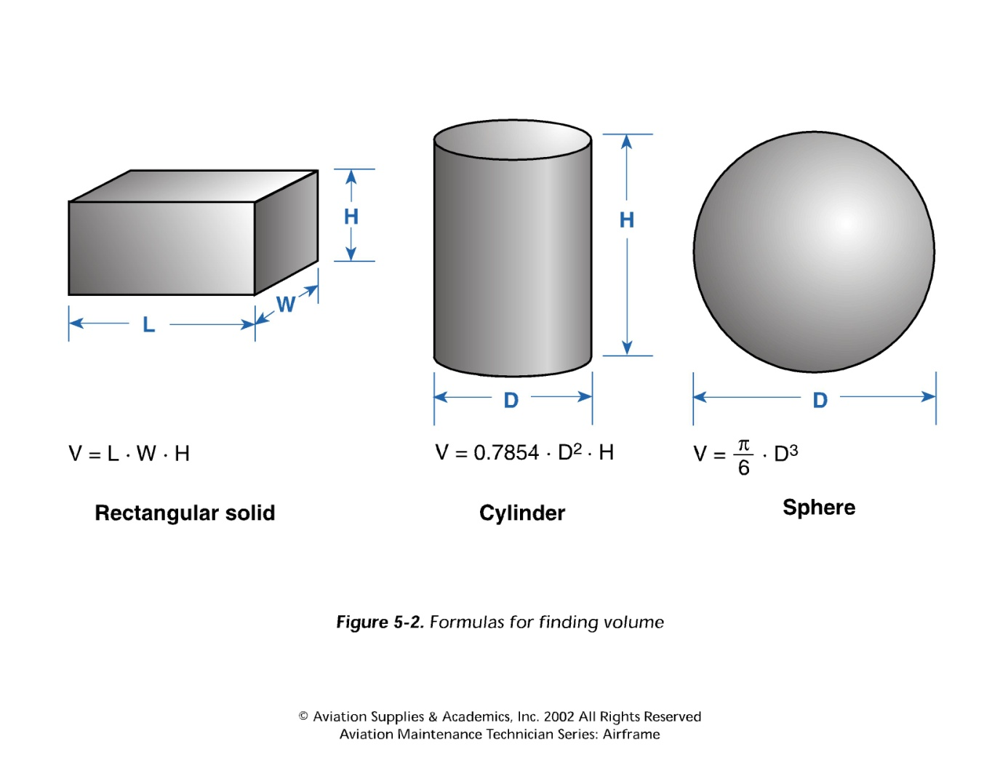 H
W
L
H
D
D
V = L · W · H
V = 0.7854 · D² · H
V = π/6 · D³
Rectangular solid
Cylinder
Sphere
Figure 5-2. Formulas for finding volume
© Aviation Supplies & Academics, Inc. 2002 All Rights Reserved
Aviation Maintenance Technician Series: Airframe